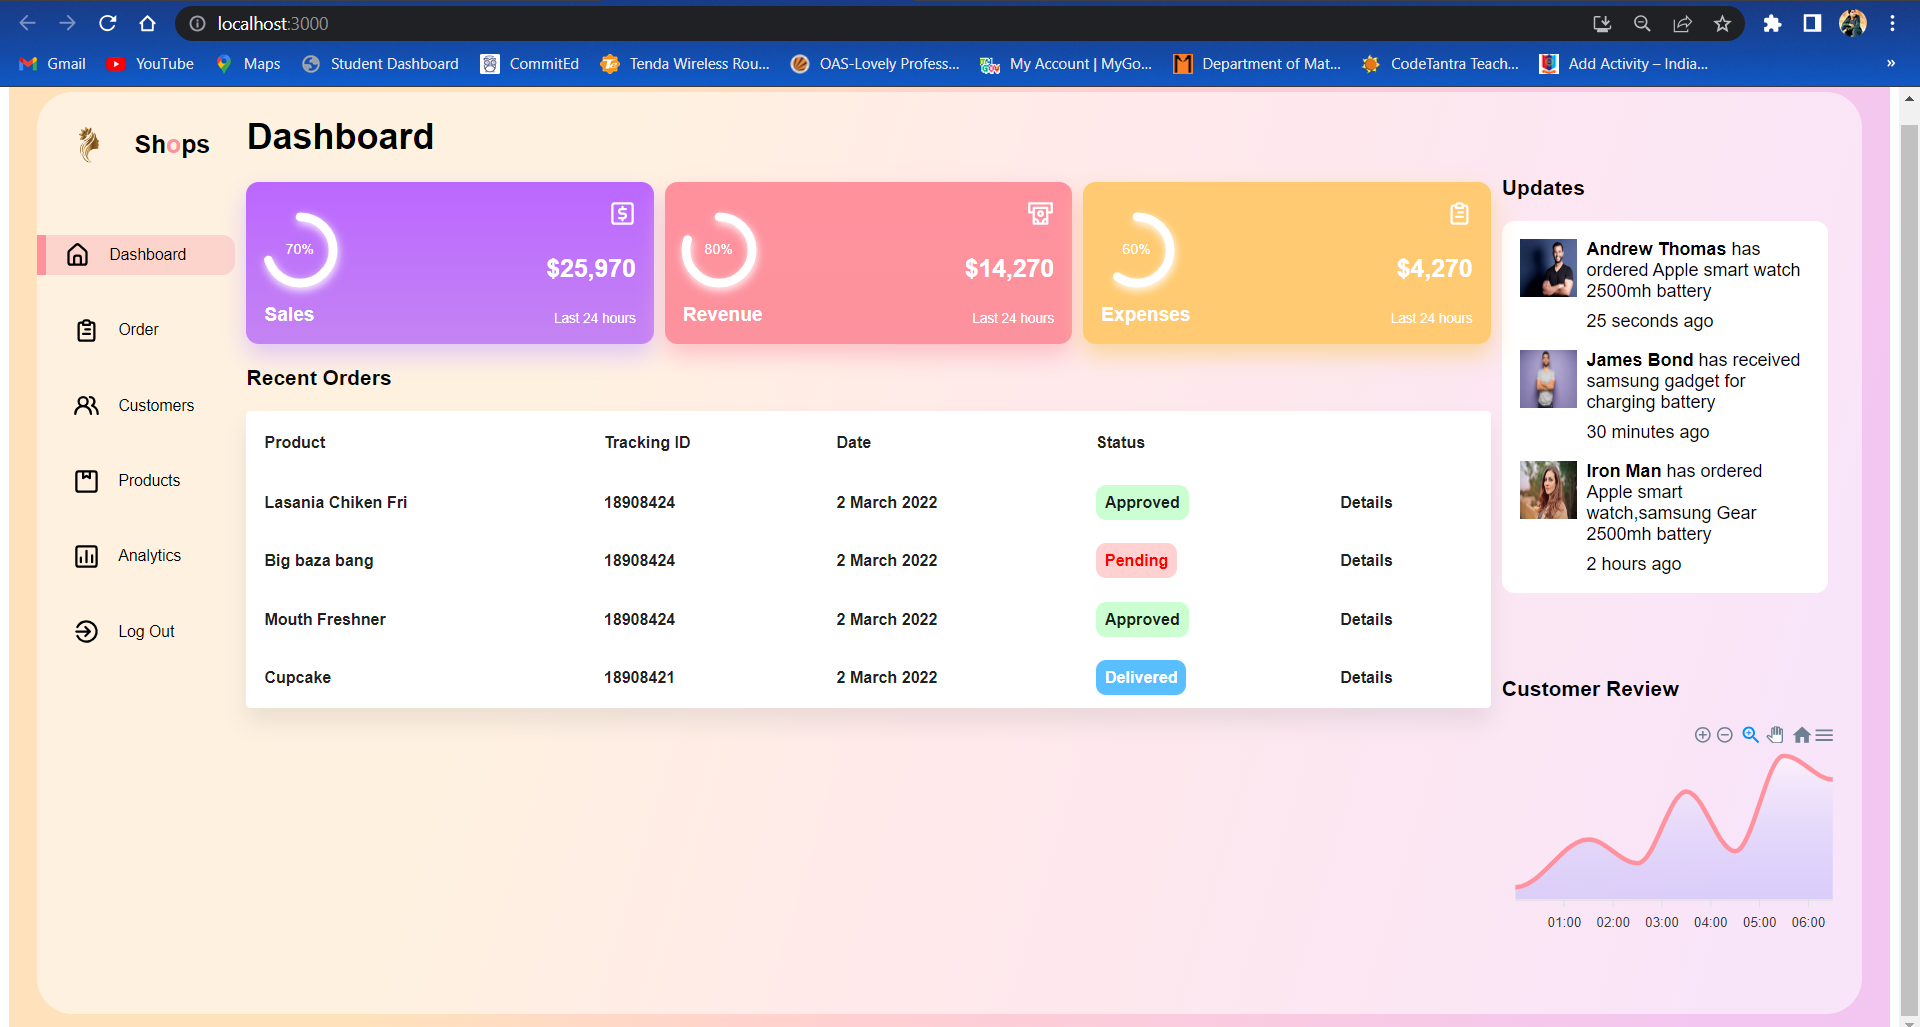 localhost:3000
Gmail
YouTube
Maps
Student Dashboard
CommitEd
Tenda Wireless Rou...
OAS-Lovely Profess...
My Account | MyGo...
Department of Mat...
CodeTantra Teach...
Add Activity – India...
»
Shops
Dashboard
Order
Customers
Products
Analytics
Log Out
Dashboard
70%
$25,970
Sales
Last 24 hours
80%
$14,270
Revenue
Last 24 hours
60%
$4,270
Expenses
Last 24 hours
Recent Orders
Product Tracking ID Date Status
Lasania Chiken Fri 18908424 2 March 2022 Approved Details
Big baza bang 18908424 2 March 2022 Pending Details
Mouth Freshner 18908424 2 March 2022 Approved Details
Cupcake 18908421 2 March 2022 Delivered Details
Updates
Andrew Thomas has
ordered Apple smart watch
2500mh battery
25 seconds ago
James Bond has received
samsung gadget for
charging battery
30 minutes ago
Iron Man has ordered
Apple smart
watch,samsung Gear
2500mh battery
2 hours ago
Customer Review
01:00 02:00 03:00 04:00 05:00 06:00